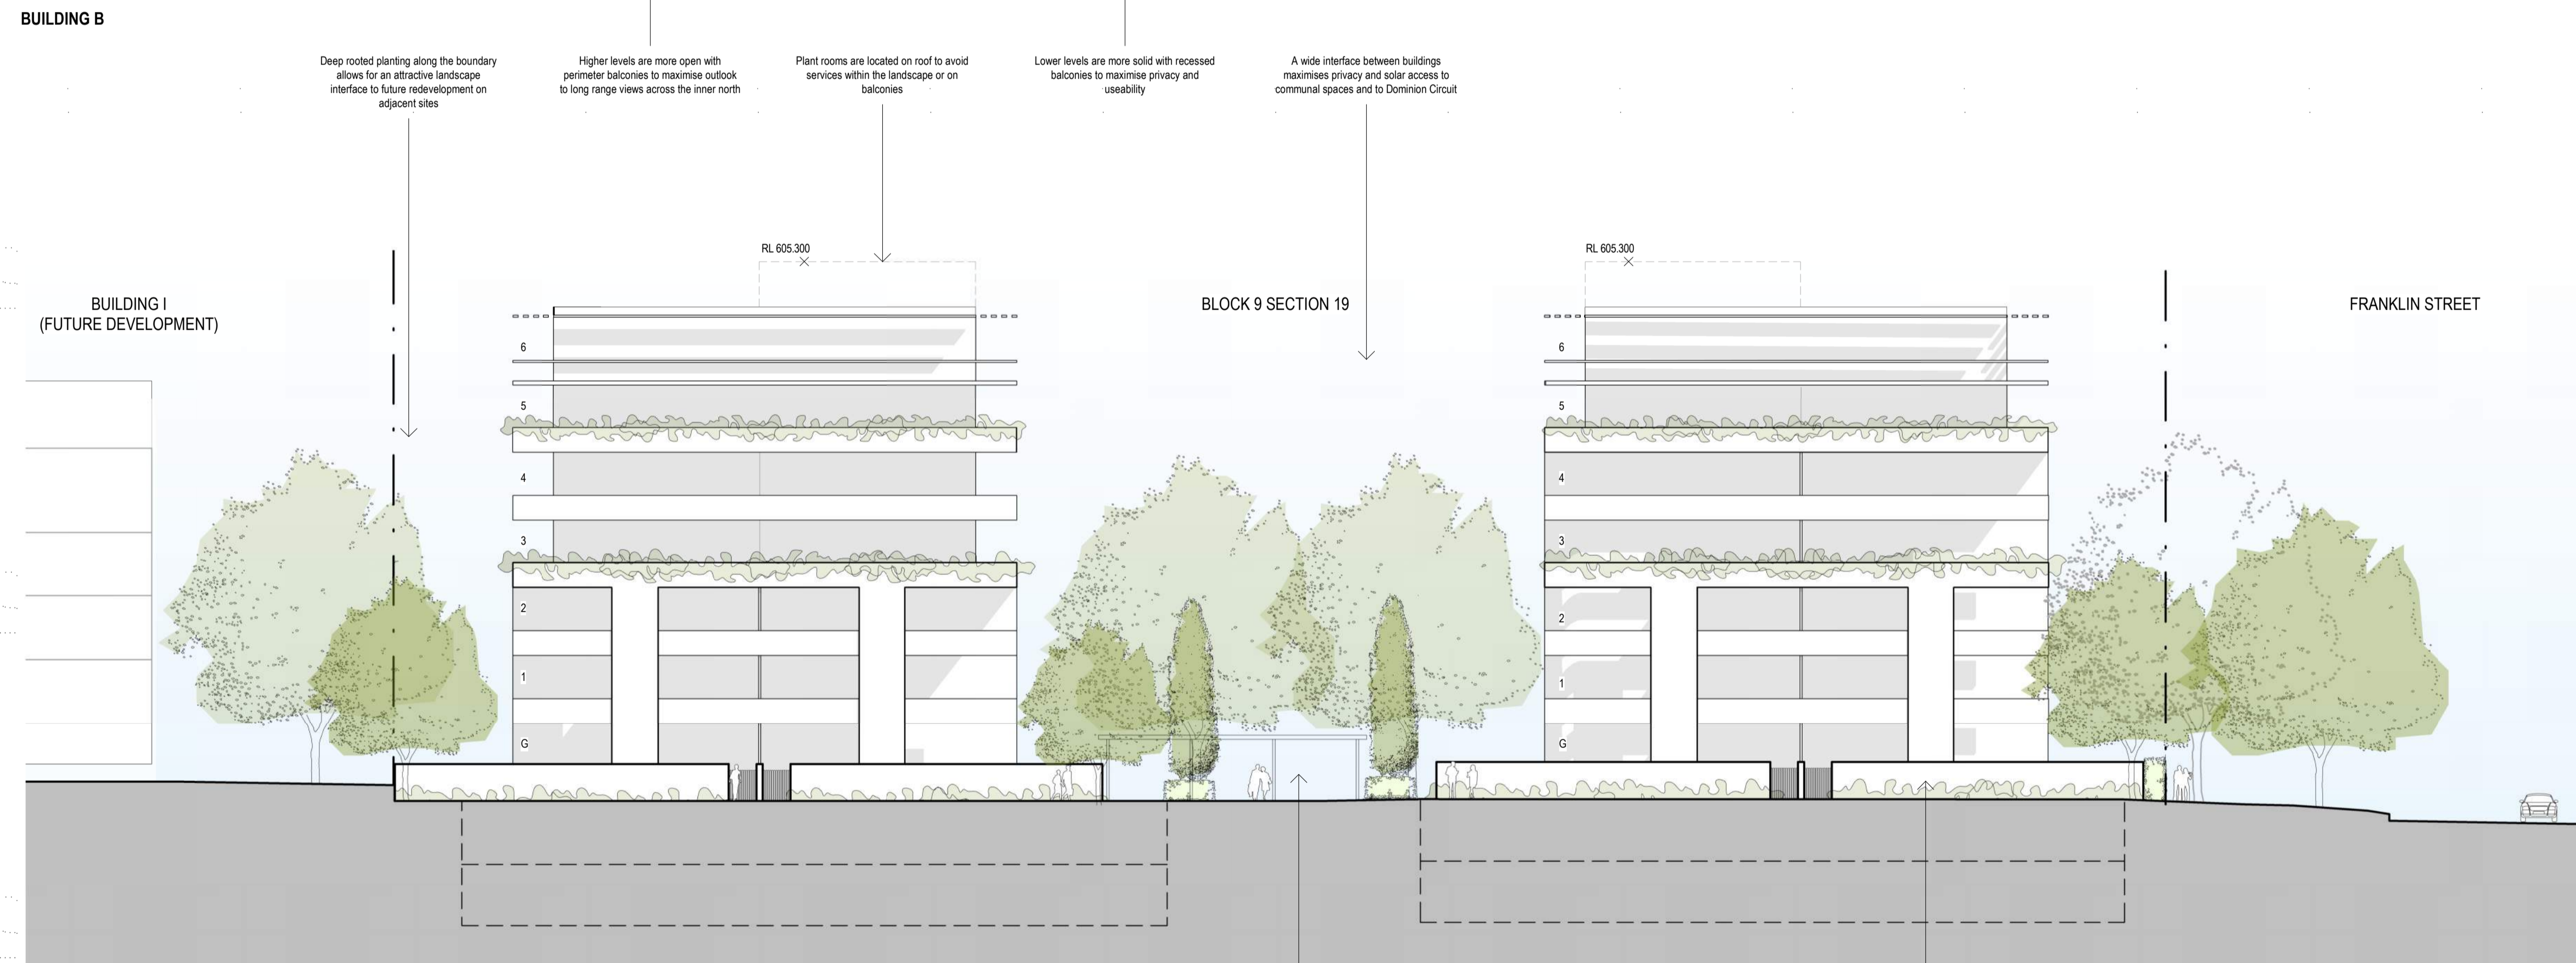 BUILDING B
Deep rooted planting along the boundary
allows for an attractive landscape
interface to future redevelopment on
adjacent sites
Higher levels are more open with
perimeter balconies to maximise outlook
to long range views across the inner north
Plant rooms are located on roof to avoid
services within the landscape or on
balconies
Lower levels are more solid with recessed
balconies to maximise privacy and
useability
A wide interface between buildings
maximises privacy and solar access to
communal spaces and to Dominion Circuit
RL 605.300
RL 605.300
BUILDING I
(FUTURE DEVELOPMENT)
BLOCK 9 SECTION 19
FRANKLIN STREET
6
5
4
3
2
1
G
6
5
4
3
2
1
G